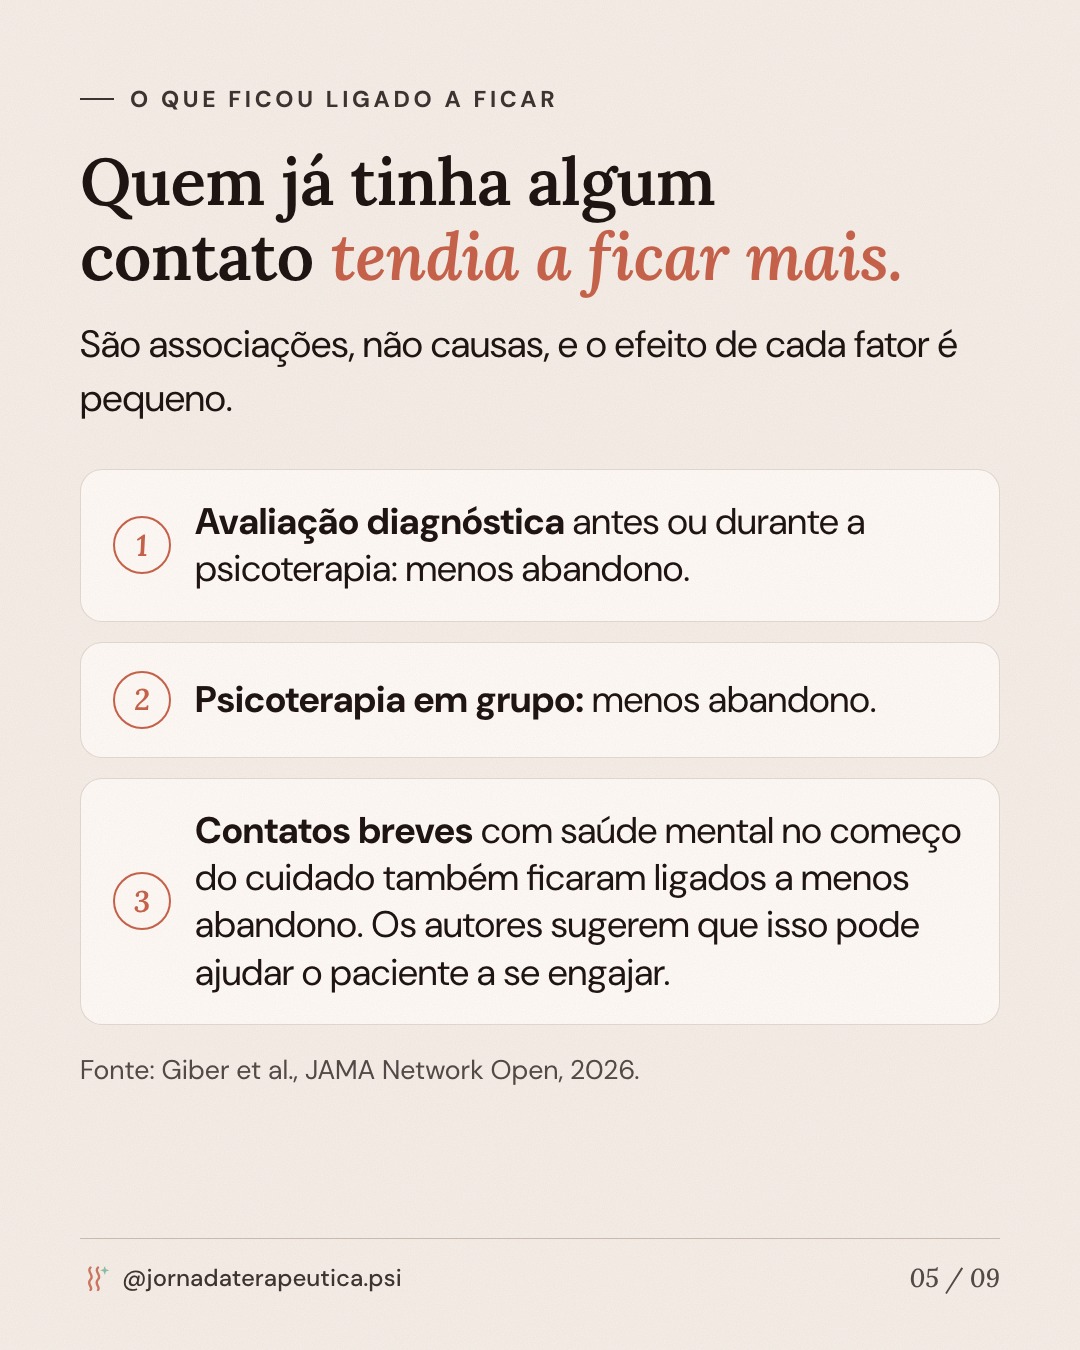 O QUE FICOU LIGADO A FICAR
Quem já tinha algum
contato tendia a ficar mais.
São associações, não causas, e o efeito de cada fator é
pequeno.
1
Avaliação diagnóstica antes ou durante a
psicoterapia: menos abandono.
2
Psicoterapia em grupo: menos abandono.
3
Contatos breves com saúde mental no começo
do cuidado também ficaram ligados a menos
abandono. Os autores sugerem que isso pode
ajudar o paciente a se engajar.
Fonte: Giber et al., JAMA Network Open, 2026.
@jornadaterapeutica.psi
05 / 09